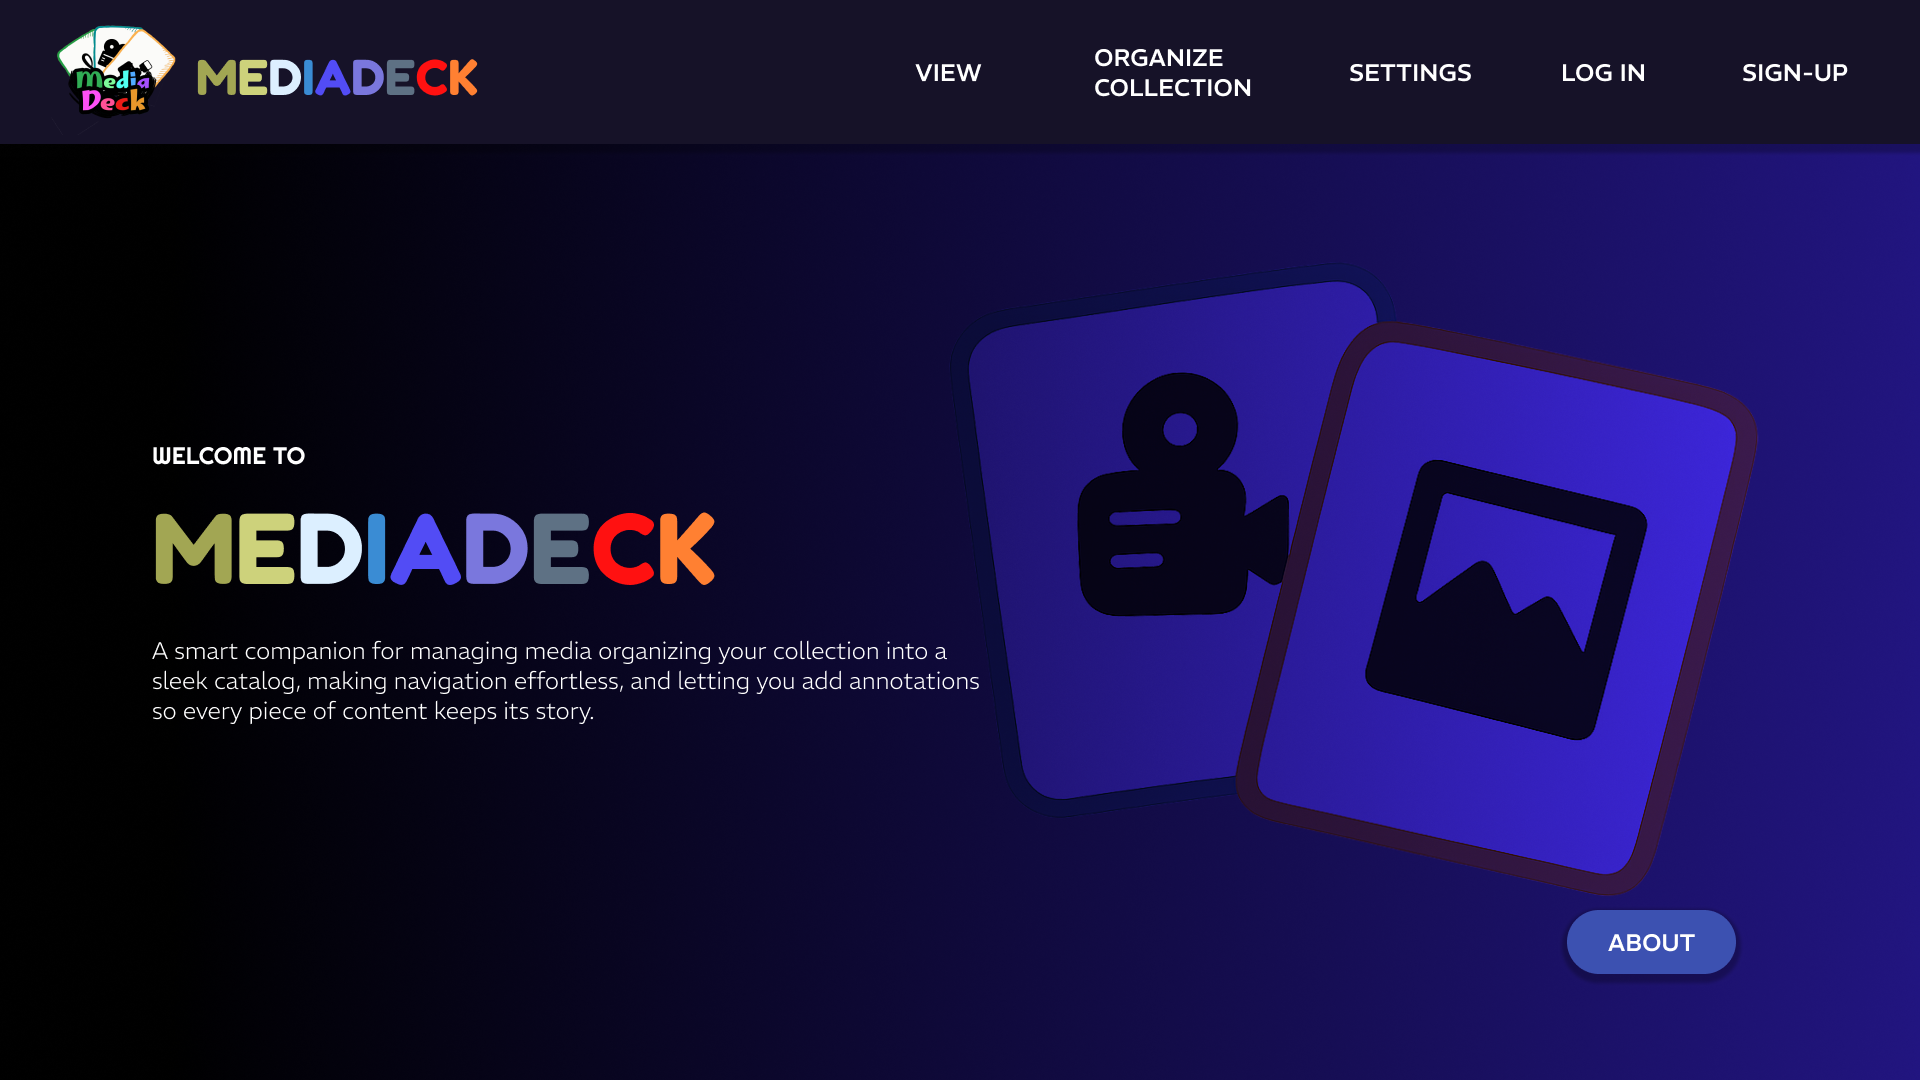 Media
Deck
MEDIADECK
VIEW
ORGANIZE
COLLECTION
SETTINGS
LOG IN
SIGN-UP
WELCOME TO
MEDIADECK
A smart companion for managing media organizing your collection into a
sleek catalog, making navigation effortless, and letting you add annotations
so every piece of content keeps its story.
ABOUT